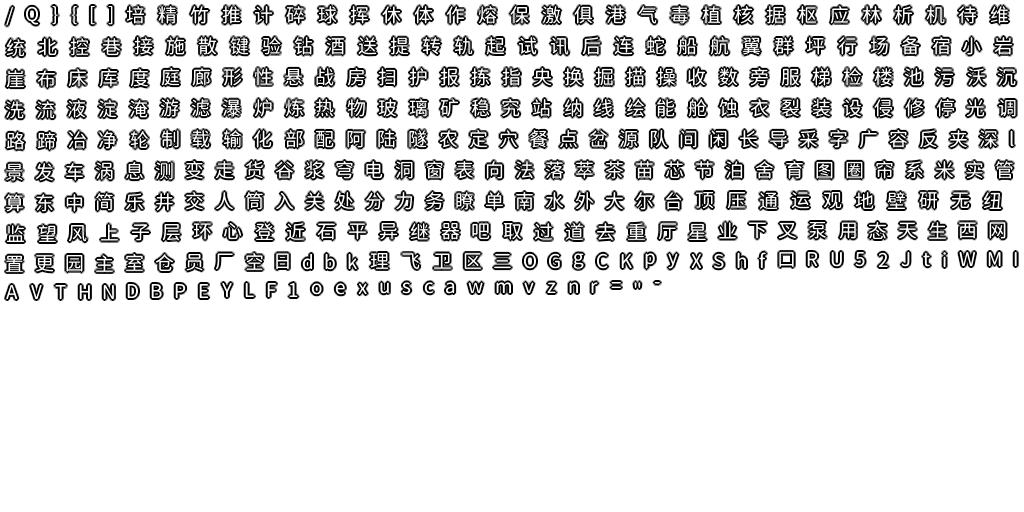 / Q } { [ ] 培 精 竹 推 计 碎 球 挥 休 体 作 熔 保 激 俱 港 气 毒 植 核 据 枢 应 林 析 机 待 维
统 北 控 巷 接 施 散 键 验 钻 酒 送 提 转 轨 起 试 讯 后 连 蛇 船 航 翼 群 坪 行 场 备 宿 小 岩
崖 布 床 库 度 庭 廊 形 性 悬 战 房 扫 护 报 拣 指 央 换 掘 描 操 收 数 旁 服 梯 检 楼 池 污 沃 沉
洗 流 液 淀 淹 游 滤 瀑 炉 炼 热 物 玻 璃 矿 稳 究 站 纳 线 绘 能 舱 蚀 衣 裂 装 设 侵 修 停 光 调
路 蹄 冶 净 轮 制 载 输 化 部 配 阿 陆 隧 农 定 穴 餐 点 岔 源 队 间 闲 长 导 采 字 广 容 反 夹 深 l
景 发 车 涡 息 测 变 走 货 谷 浆 穹 电 洞 窗 表 向 法 落 萃 茶 苗 芯 节 泊 舍 育 图 圈 帘 系 米 实 管
算 东 中 简 乐 井 交 人 筒 入 关 处 分 力 务 瞭 单 南 水 外 大 尔 台 顶 压 通 运 观 地 壁 研 无 纽
监 望 风 上 子 层 环 心 登 近 石 平 异 继 器 吧 取 过 道 去 重 厅 星 业 下 叉 泵 用 态 天 生 西 网
置 更 园 主 室 仓 员 厂 空 日 d b k 理 飞 卫 区 三 O G g C K p y X S h f 口 R U 5 2 J t i W M I
A V T H N D B P E Y L F 1 o e x u s c a w m v z n r = " -